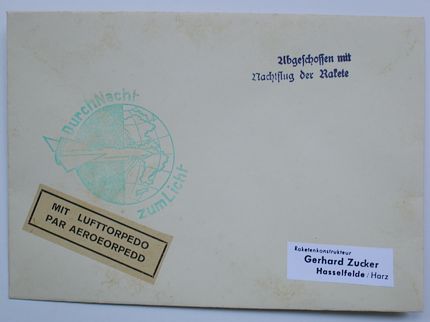 Abgeschossen mit
Nachtflug der Rakete
Durch Nacht
zum Licht
MIT LUFTTORPEDO
PAR AEROEORPEDD
Raketenkonstrukteur
Gerhard Zucker
Hasselfelde / Harz